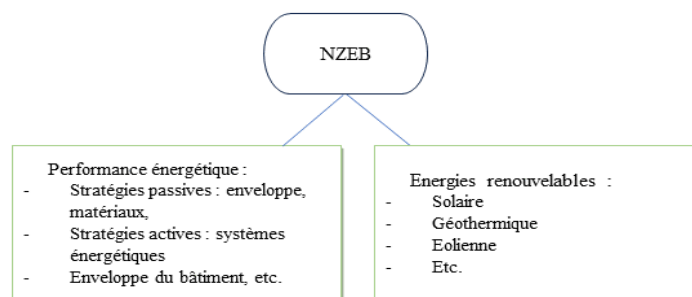 NZEB
Performance énergétique :
- Stratégies passives : enveloppe,
matériaux,
- Stratégies actives : systèmes
énergétiques
- Enveloppe du bâtiment, etc.
Energies renouvelables :
- Solaire
- Géothermique
- Eolienne
- Etc.